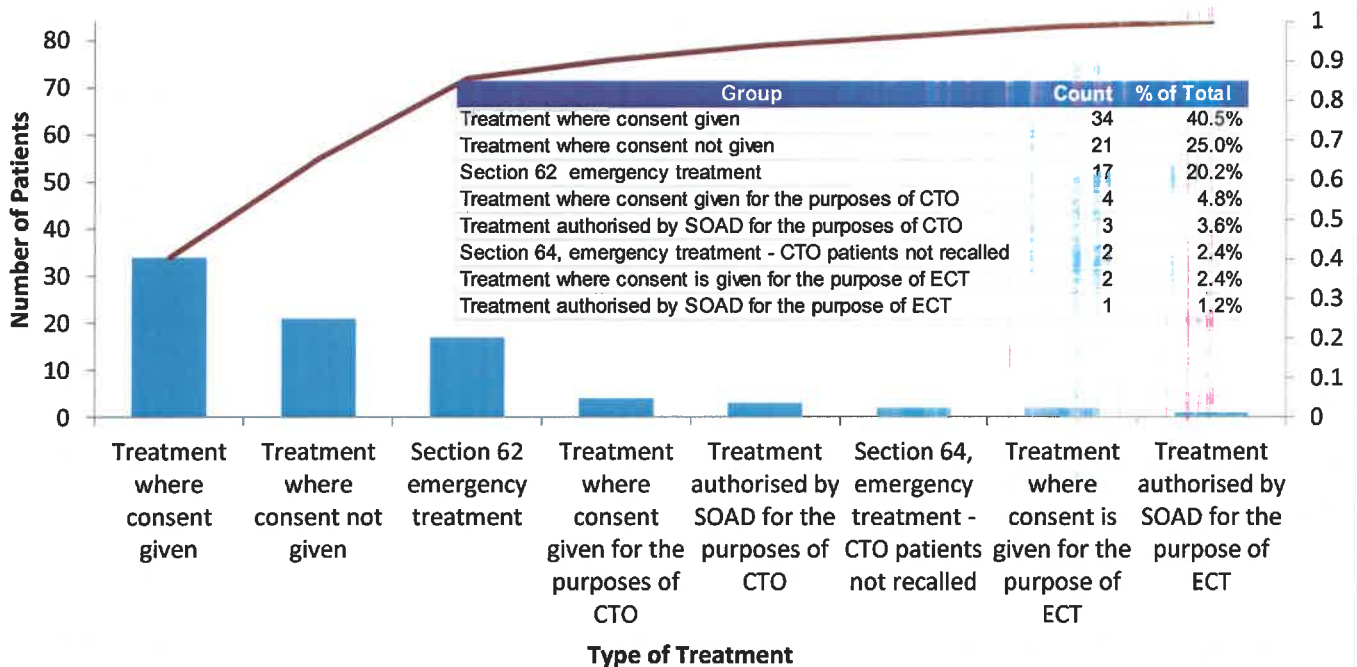 80
70
60
50
40
30
20
10
0
Number of Patients
1
0.9
0.8
0.7
0.6
0.5
0.4
0.3
0.2
0.1
0
Group Count % of Total
Treatment where consent given 34 40.5%
Treatment where consent not given 21 25.0%
Section 62 emergency treatment 17 20.2%
Treatment where consent given for the purposes of CTO 4 4.8%
Treatment authorised by SOAD for the purposes of CTO 3 3.6%
Section 64, emergency treatment - CTO patients not recalled 2 2.4%
Treatment where consent is given for the purpose of ECT 2 2.4%
Treatment authorised by SOAD for the purpose of ECT 1 1.2%
Treatment
where
consent
given
Treatment
where
consent not
given
Section 62
emergency
treatment
Treatment
where
consent
given for the
purposes of
CTO
Treatment
authorised by
SOAD for the
purposes of
CTO
Section 64,
emergency
treatment -
CTO patients
not recalled
Treatment
where
consent is
given for the
purpose of
ECT
Treatment
authorised by
SOAD for the
purpose of
ECT
Type of Treatment